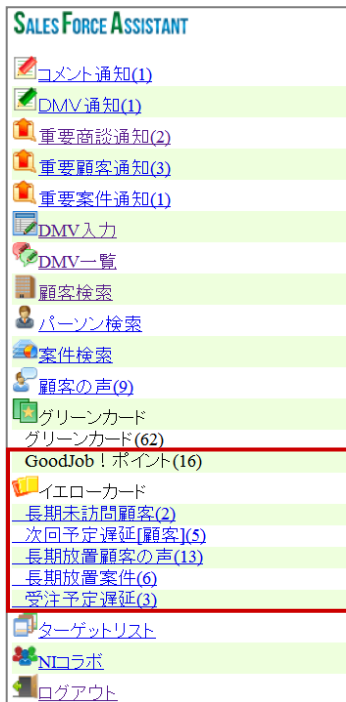 SALES FORCE ASSISTANT
コメント通知(1)
DMV通知(1)
重要商談通知(2)
重要顧客通知(3)
重要案件通知(1)
DMV入力
DMV一覧
顧客検索
パーソン検索
案件検索
顧客の声(9)
グリーンカード
グリーンカード(62)
GoodJob！ポイント(16)
イエローカード
長期未訪問顧客(2)
次回予定遅延[顧客](5)
長期放置顧客の声(13)
長期放置案件(6)
受注予定遅延(3)
ターゲットリスト
NIコラボ
ログアウト